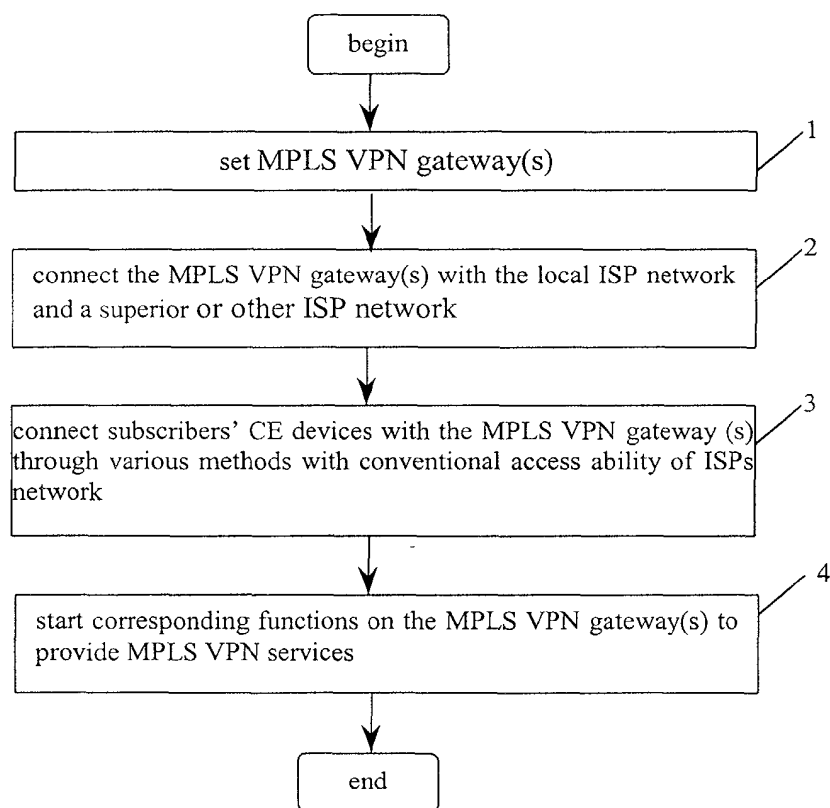 begin
1
set MPLS VPN gateway(s)
2
connect the MPLS VPN gateway(s) with the local ISP network
and a superior or other ISP network
3
connect subscribers' CE devices with the MPLS VPN gateway (s)
through various methods with conventional access ability of ISPs
network
4
start corresponding functions on the MPLS VPN gateway(s) to
provide MPLS VPN services
end